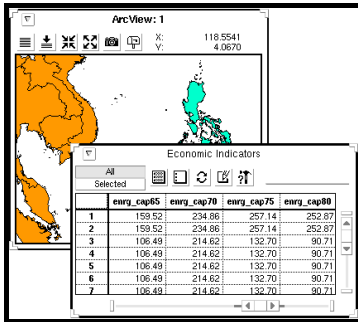 ArcView: 1
X: 118.5541
Y: 4.0670
Economic Indicators
All
Selected
enrg_cap65 enrg_cap70 enrg_cap75 enrg_cap80
1 159.52 234.86 257.14 252.87
2 159.52 234.86 257.14 252.87
3 106.49 214.62 132.70 90.71
4 106.49 214.62 132.70 90.71
5 106.49 214.62 132.70 90.71
6 106.49 214.62 132.70 90.71
7 106.49 214.62 132.70 90.71